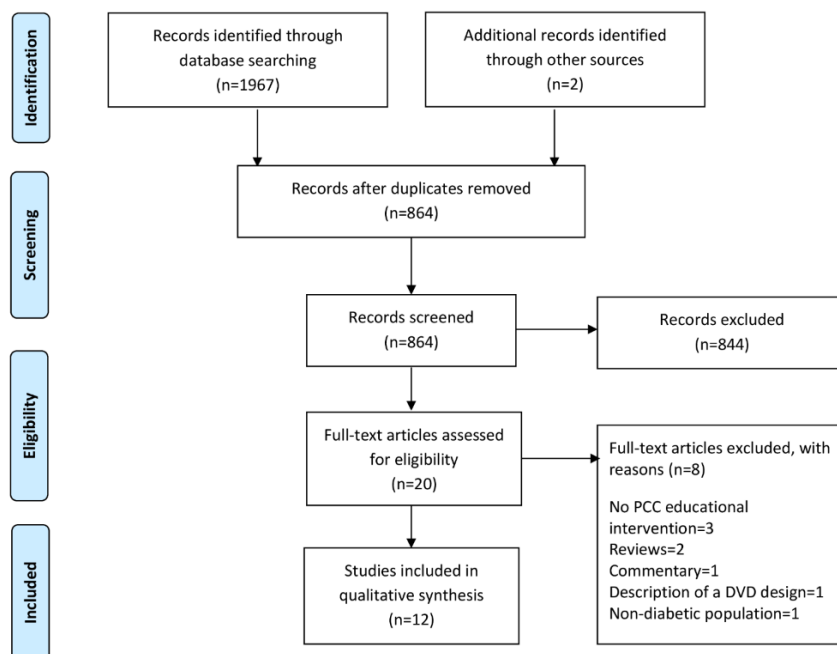 Identification
Records identified through
database searching
(n=1967)
Additional records identified
through other sources
(n=2)
Screening
Records after duplicates removed
(n=864)
Records screened
(n=864)
Records excluded
(n=844)
Eligibility
Full-text articles assessed
for eligibility
(n=20)
Full-text articles excluded, with
reasons (n=8)
No PCC educational
intervention=3
Reviews=2
Commentary=1
Description of a DVD design=1
Non-diabetic population=1
Included
Studies included in
qualitative synthesis
(n=12)